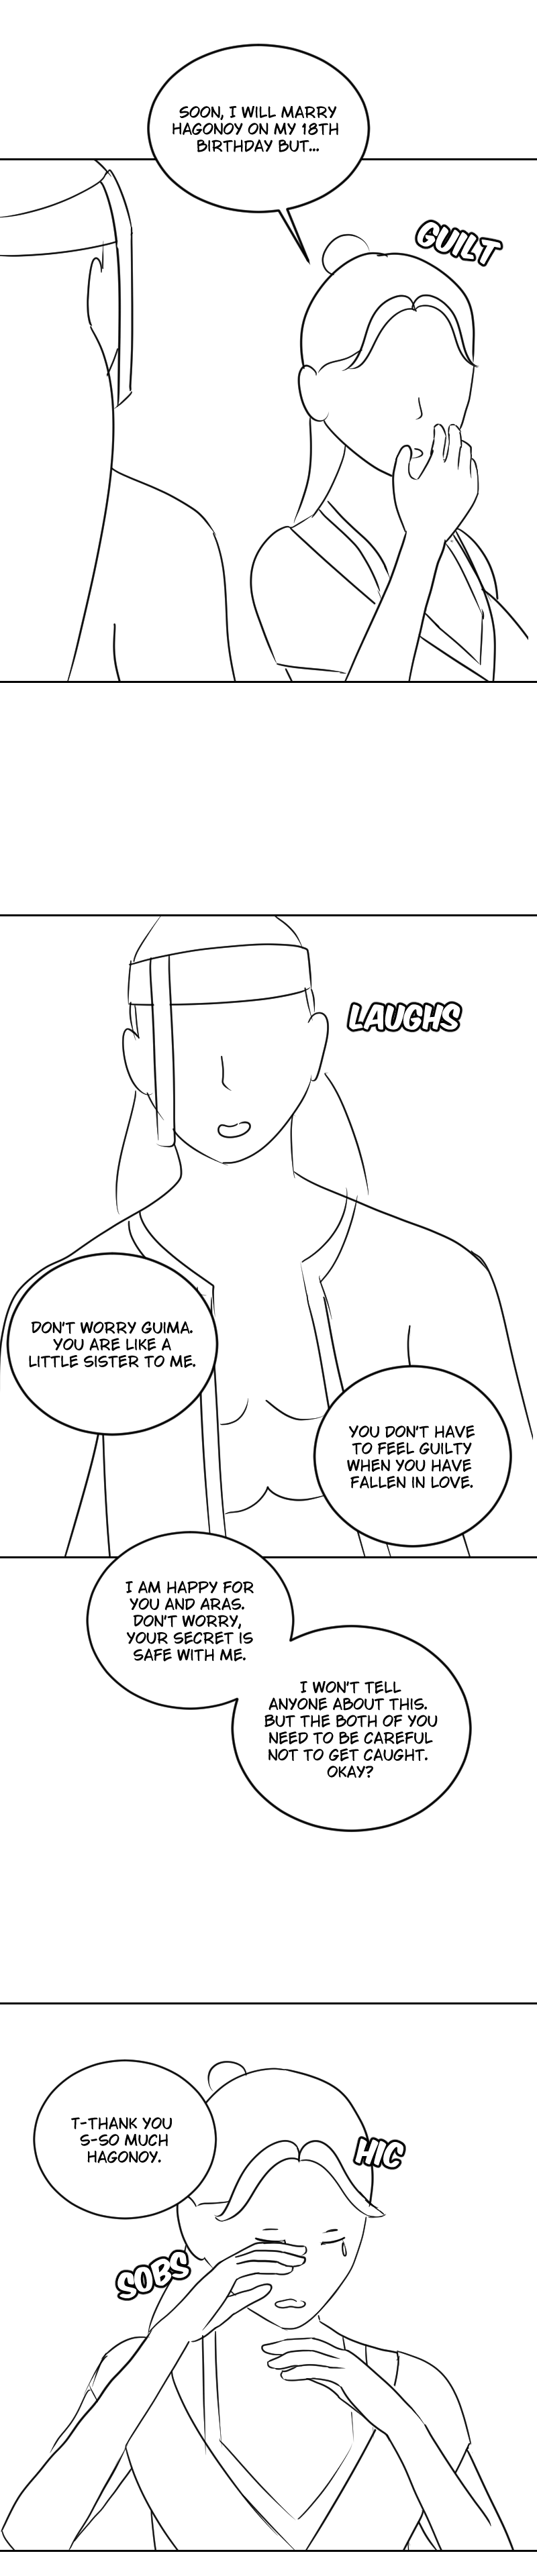 SOON, I WILL MARRY
HAGONOY ON MY 18TH
BIRTHDAY BUT...
GUILT
LAUGHS
DON'T WORRY GUIMA.
YOU ARE LIKE A
LITTLE SISTER TO ME.
YOU DON'T HAVE
TO FEEL GUILTY
WHEN YOU HAVE
FALLEN IN LOVE.
I AM HAPPY FOR
YOU AND ARAS.
DON'T WORRY,
YOUR SECRET IS
SAFE WITH ME.
I WON'T TELL
ANYONE ABOUT THIS.
BUT THE BOTH OF YOU
NEED TO BE CAREFUL
NOT TO GET CAUGHT.
OKAY?
T-THANK YOU
S-SO MUCH
HAGONOY.
HIC
SOBS